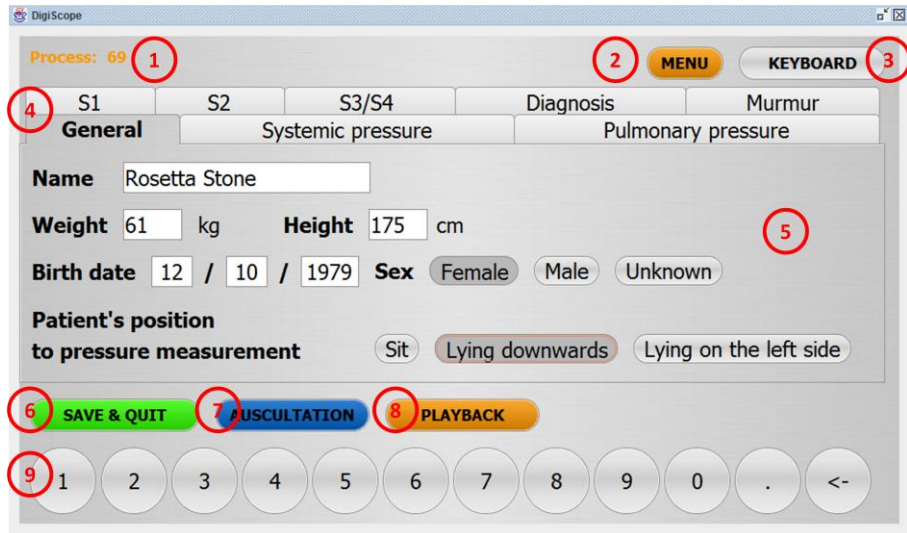 DigiScope
Process: 69 1 2 MENU KEYBOARD 3
4 S1 S2 S3/S4 Diagnosis Murmur
General Systemic pressure Pulmonary pressure
Name Rosetta Stone
Weight 61 kg Height 175 cm 5
Birth date 12 / 10 / 1979 Sex Female Male Unknown
Patient's position
to pressure measurement Sit Lying downwards Lying on the left side
6 SAVE & QUIT 7 AUSCULTATION 8 PLAYBACK
9 1 2 3 4 5 6 7 8 9 0 . <-